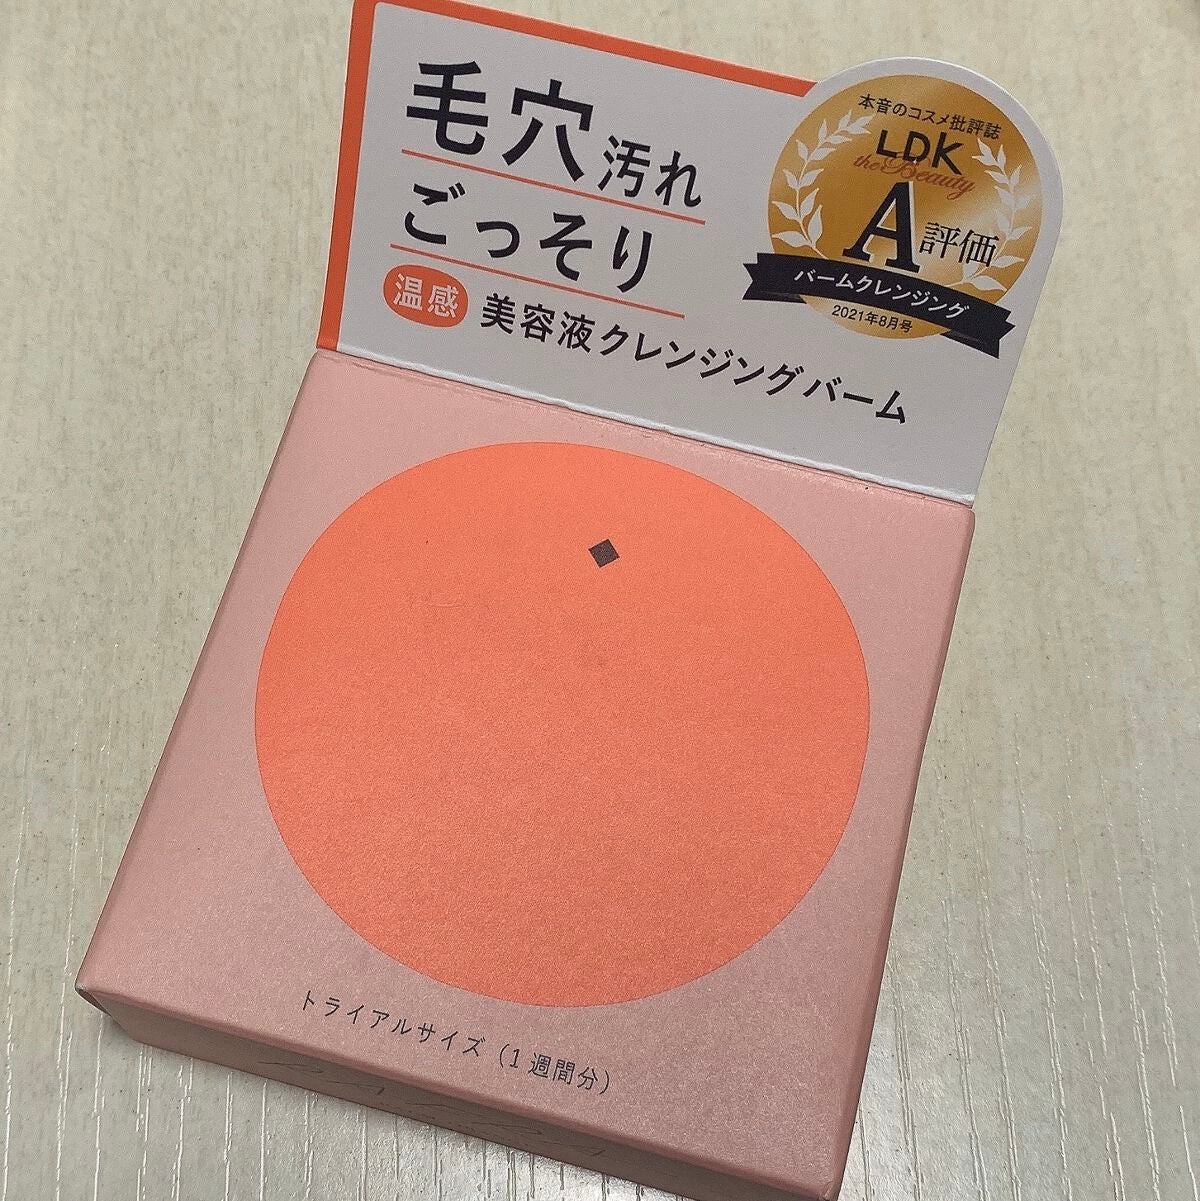 毛穴汚れ
ごっそり
温感 美容液クレンジングバーム
本音のコスメ批評誌
LDK
the Beauty
A評価
バームクレンジング
2021年8月号
トライアルサイズ（1週間分）